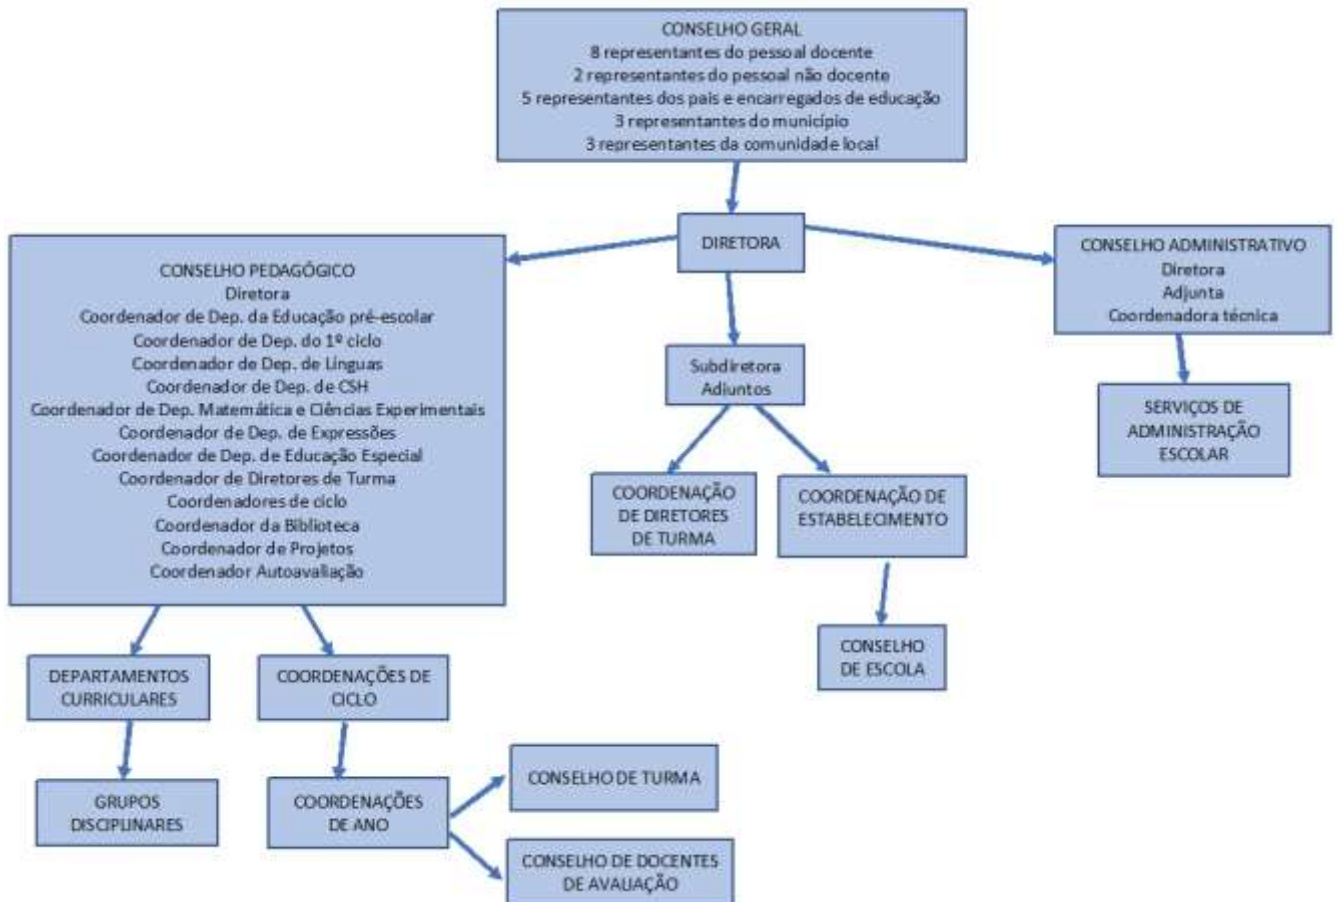 CONSELHO GERAL
8 representantes do pessoal docente
2 representantes do pessoal não docente
5 representantes dos pais e encarregados de educação
3 representantes do município
3 representantes da comunidade local
DIRETORA
CONSELHO PEDAGÓGICO
Diretora
Coordenador de Dep. da Educação pré-escolar
Coordenador de Dep. do 1º ciclo
Coordenador de Dep. de Línguas
Coordenador de Dep. de CSH
Coordenador de Dep. Matemática e Ciências Experimentais
Coordenador de Dep. de Expressões
Coordenador de Dep. de Educação Especial
Coordenador de Diretores de Turma
Coordenadores de ciclo
Coordenador da Biblioteca
Coordenador de Projetos
Coordenador Autoavaliação
CONSELHO ADMINISTRATIVO
Diretora
Adjunta
Coordenadora técnica
Subdiretora
Adjuntos
SERVIÇOS DE
ADMINISTRAÇÃO
ESCOLAR
COORDENAÇÃO
DE DIRETORES
DE TURMA
COORDENAÇÃO DE
ESTABELECIMENTO
CONSELHO
DE ESCOLA
DEPARTAMENTOS
CURRICULARES
COORDENAÇÕES DE
CICLO
GRUPOS
DISCIPLINARES
COORDENAÇÕES
DE ANO
CONSELHO DE TURMA
CONSELHO DE DOCENTES
DE AVALIAÇÃO